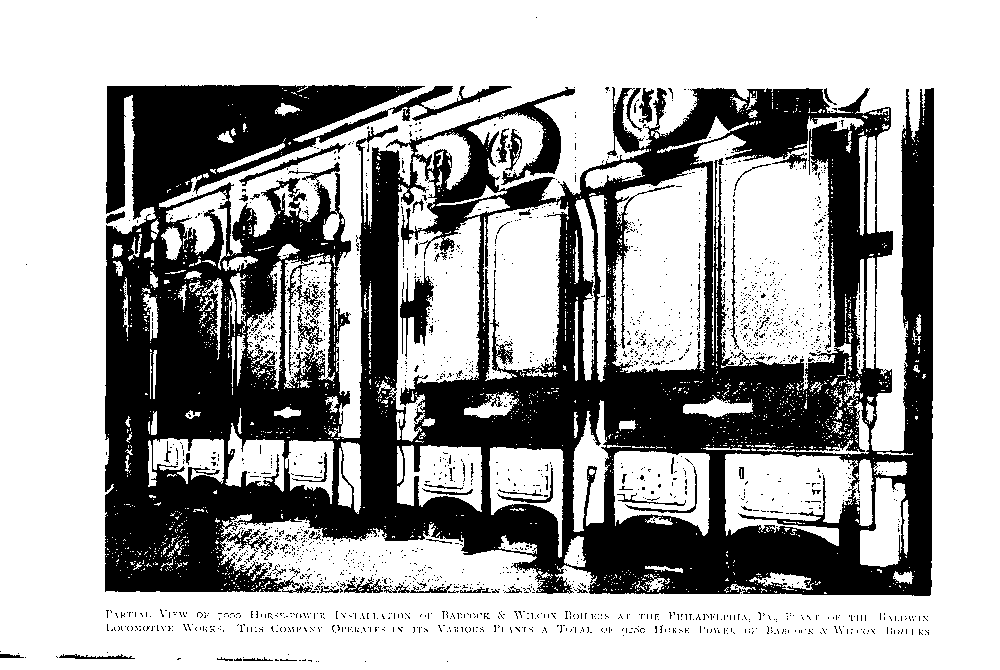 Partial View of 7000 Horse-power Installation of Babcock & Wilcox Boilers at the Philadelphia, Pa., Plant of the Baldwin
Locomotive Works. This Company Operates in its Various Plants a Total of 9280 Horse Power of Babcock & Wilcox Boilers